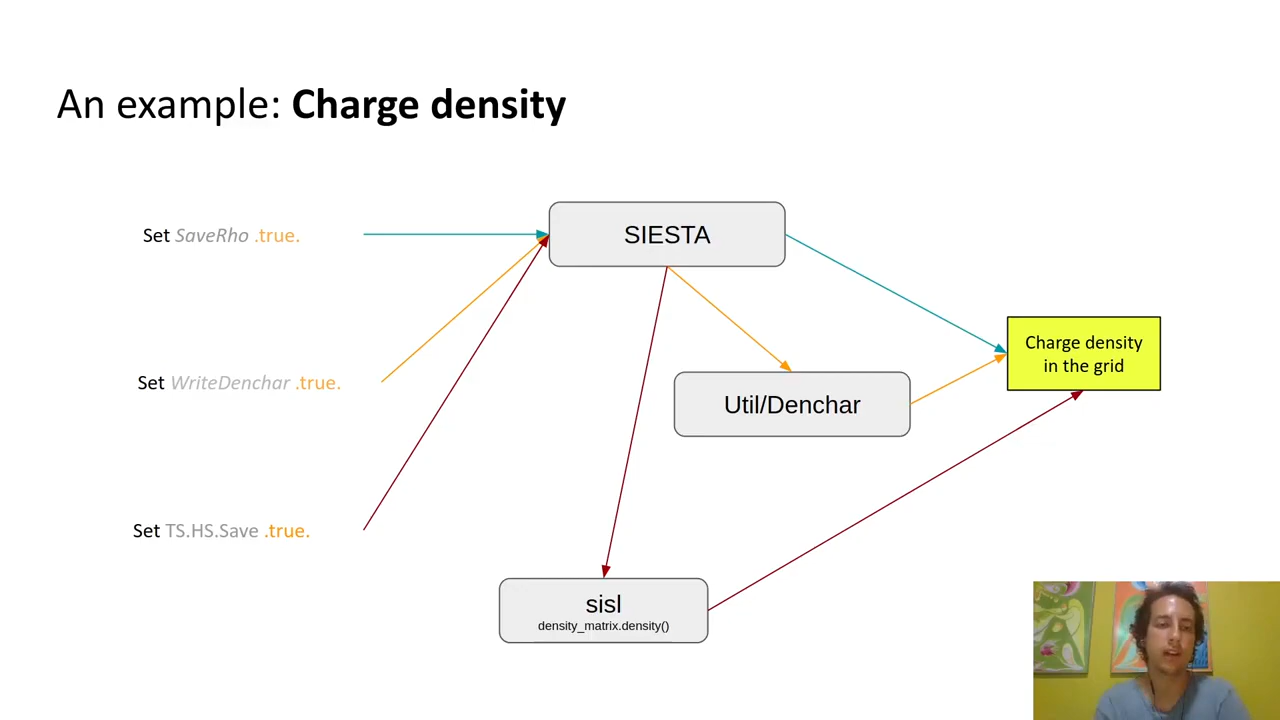 An example: Charge density
Set SaveRho .true.
SIESTA
Charge density
in the grid
Set WriteDenchar .true.
Util/Denchar
Set TS.HS.Save .true.
sisl
density_matrix.density()